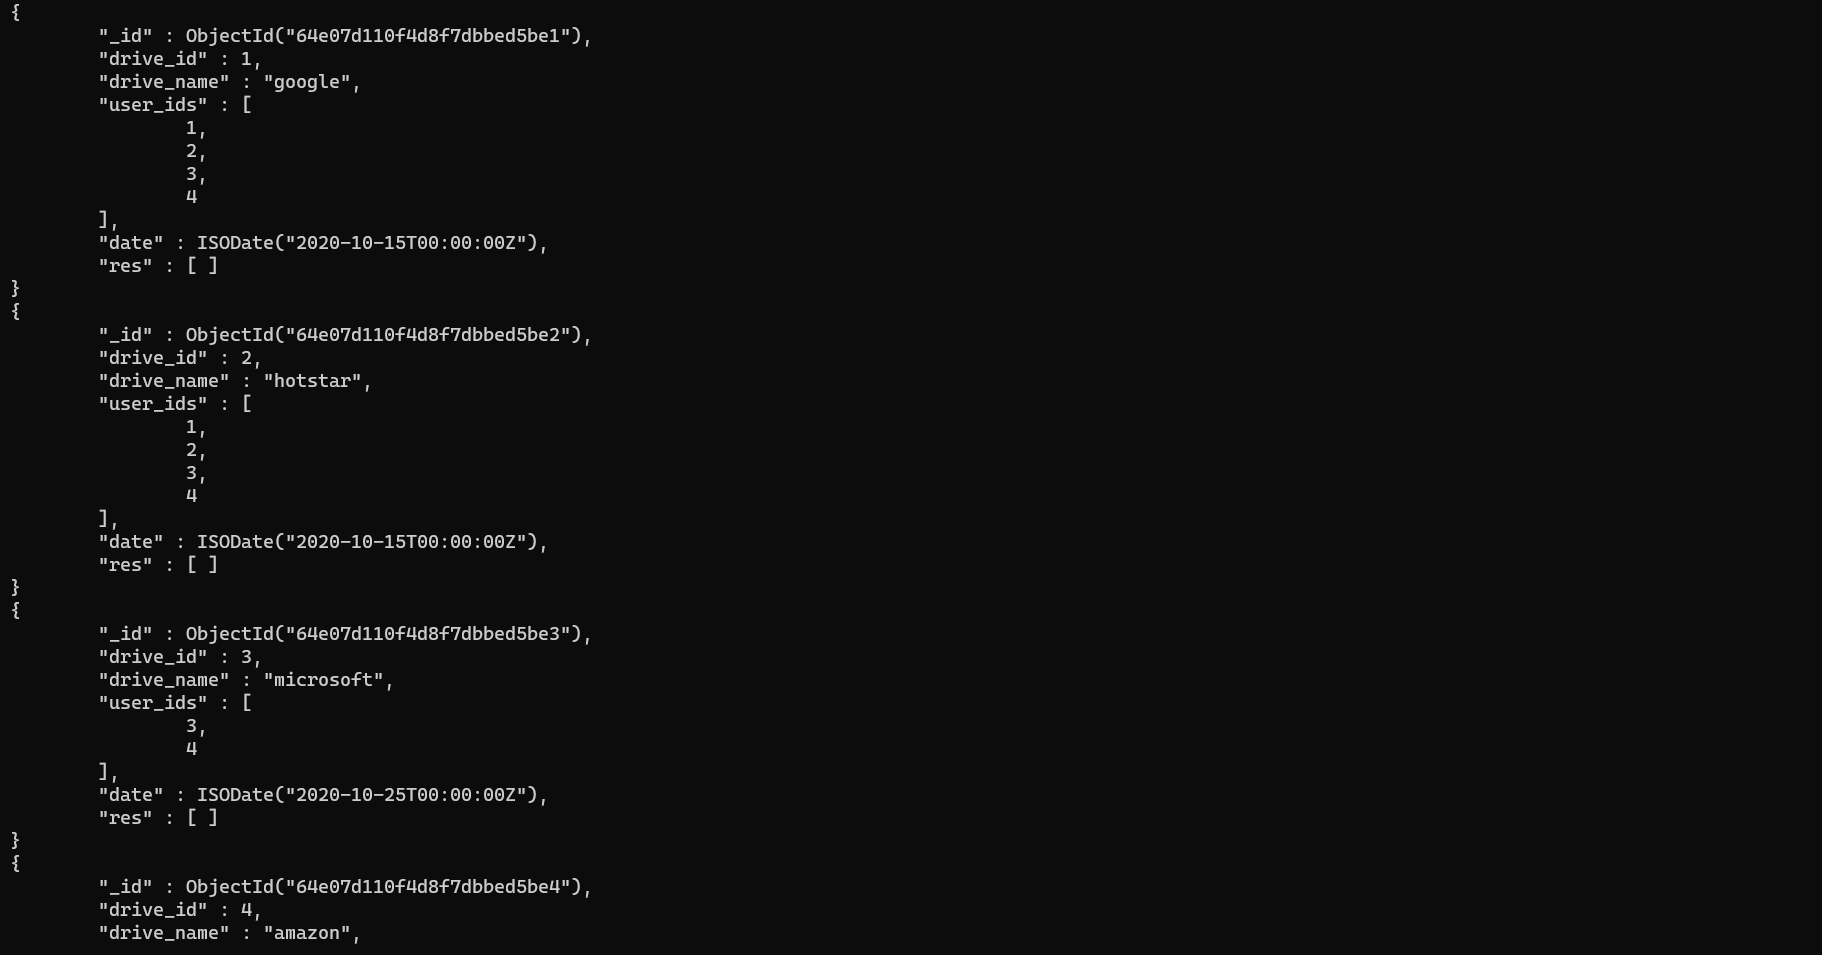 {
"_id" : ObjectId("64e07d110f4d8f7dbbed5be1"),
"drive_id" : 1,
"drive_name" : "google",
"user_ids" : [
1,
2,
3,
4
],
"date" : ISODate("2020-10-15T00:00:00Z"),
"res" : [ ]
}
{
"_id" : ObjectId("64e07d110f4d8f7dbbed5be2"),
"drive_id" : 2,
"drive_name" : "hotstar",
"user_ids" : [
1,
2,
3,
4
],
"date" : ISODate("2020-10-15T00:00:00Z"),
"res" : [ ]
}
{
"_id" : ObjectId("64e07d110f4d8f7dbbed5be3"),
"drive_id" : 3,
"drive_name" : "microsoft",
"user_ids" : [
3,
4
],
"date" : ISODate("2020-10-25T00:00:00Z"),
"res" : [ ]
}
{
"_id" : ObjectId("64e07d110f4d8f7dbbed5be4"),
"drive_id" : 4,
"drive_name" : "amazon",